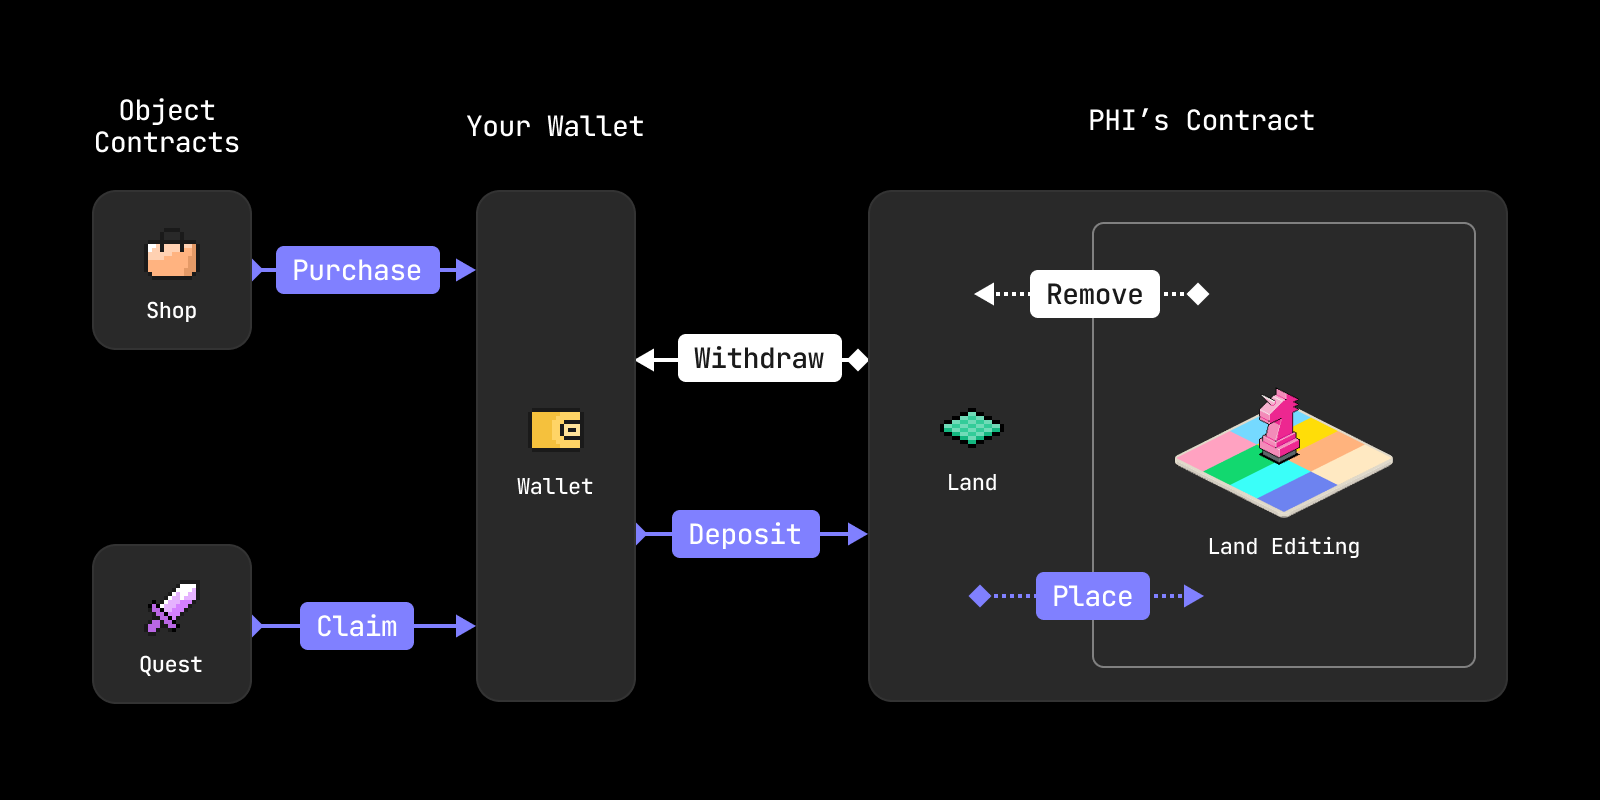 Object
Contracts
Your Wallet
PHI’s Contract
Shop
Purchase
Remove
Withdraw
Wallet
Land
Deposit
Land Editing
Place
Quest
Claim